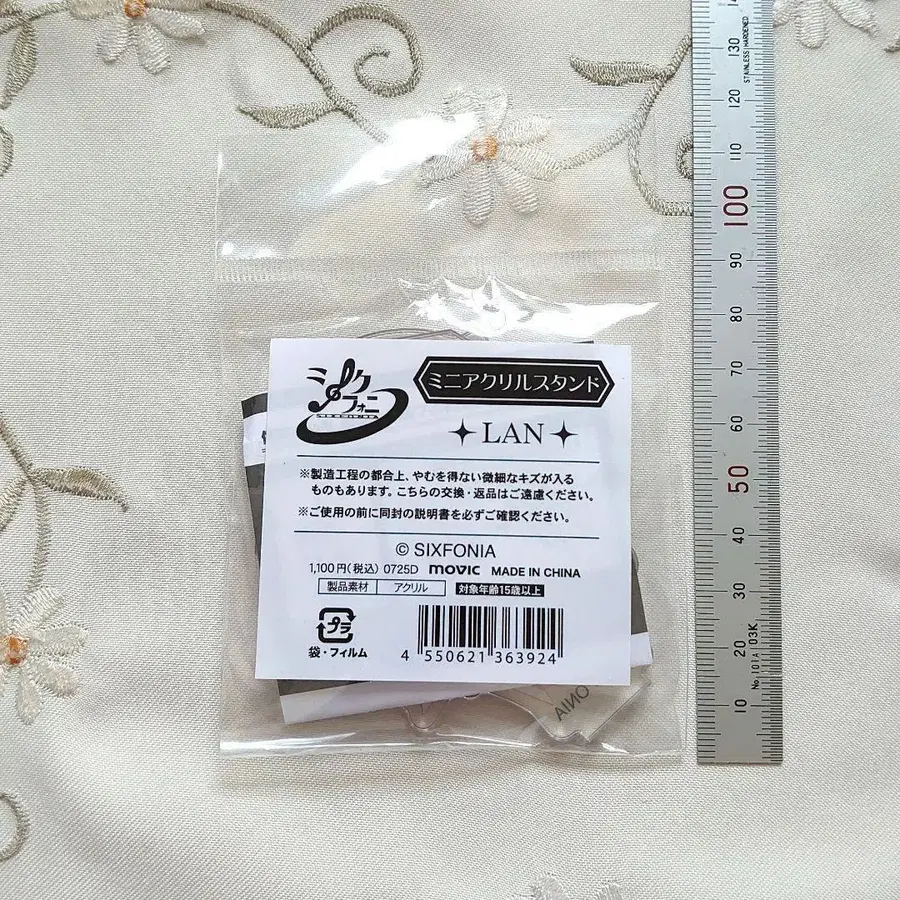 シクフォニ
ミニアクリルスタンド
LAN
※製造工程の都合上、やむを得ない微細なキズが入る
ものもあります。こちらの交換・返品はご遠慮ください。
※ご使用の前に同封の説明書を必ずご確認ください。
© SIXFONIA
1,100円(税込) 0725D movic MADE IN CHINA
製品素材 アクリル 対象年齢15歳以上
プラ
袋・フィルム
4 550621 363924
ONIA
10
20
30
40
50
60
70
80
90
100
110
120
130
STAINLESS HARDENED
No.101A 03K